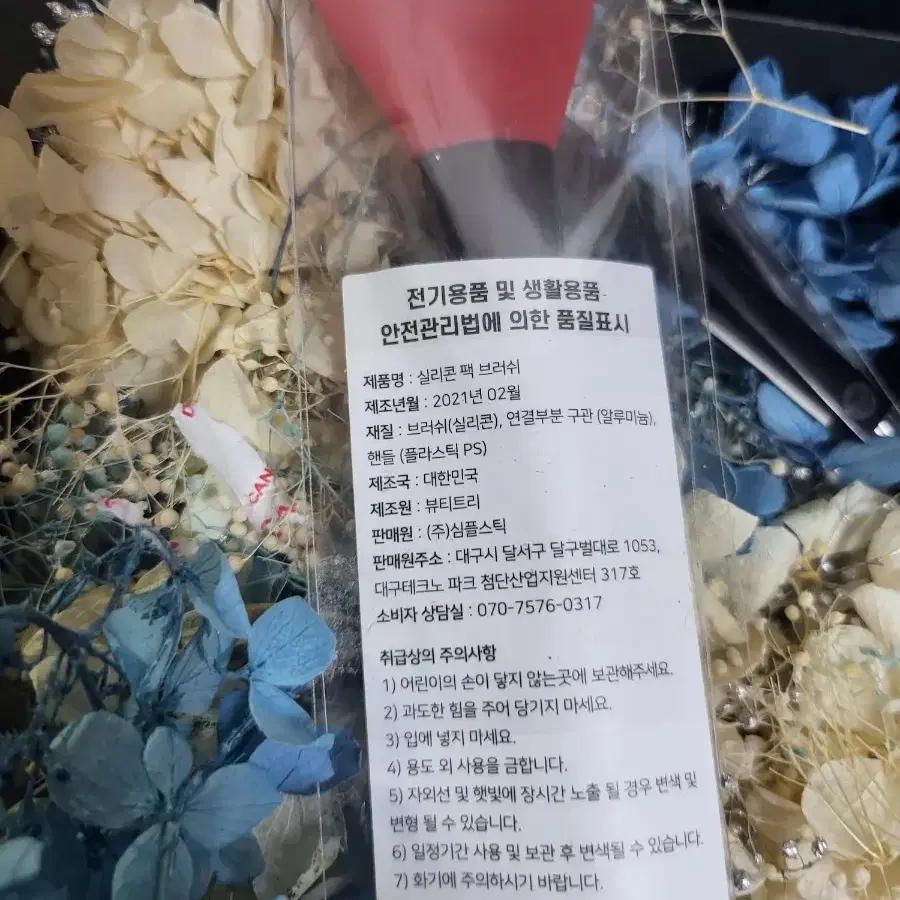 전기용품 및 생활용품
안전관리법에 의한 품질표시
제품명 : 실리콘 팩 브러쉬
제조년월 : 2021년 02월
재질 : 브러쉬(실리콘), 연결부분 구관 (알루미늄),
핸들 (플라스틱 PS)
제조국 : 대한민국
제조원 : 뷰티트리
판매원 : (주)심플스틱
판매원주소 : 대구시 달서구 달구벌대로 1053,
대구테크노 파크 첨단산업지원센터 317호
소비자 상담실 : 070-7576-0317
취급상의 주의사항
1) 어린이의 손이 닿지 않는곳에 보관해주세요.
2) 과도한 힘을 주어 당기지 마세요.
3) 입에 넣지 마세요.
4) 용도 외 사용을 금합니다.
5) 자외선 및 햇빛에 장시간 노출 될 경우 변색 및
변형 될 수 있습니다.
6) 일정기간 사용 및 보관 후 변색될 수 있습니다.
7) 화기에 주의하시기 바랍니다.
CAN